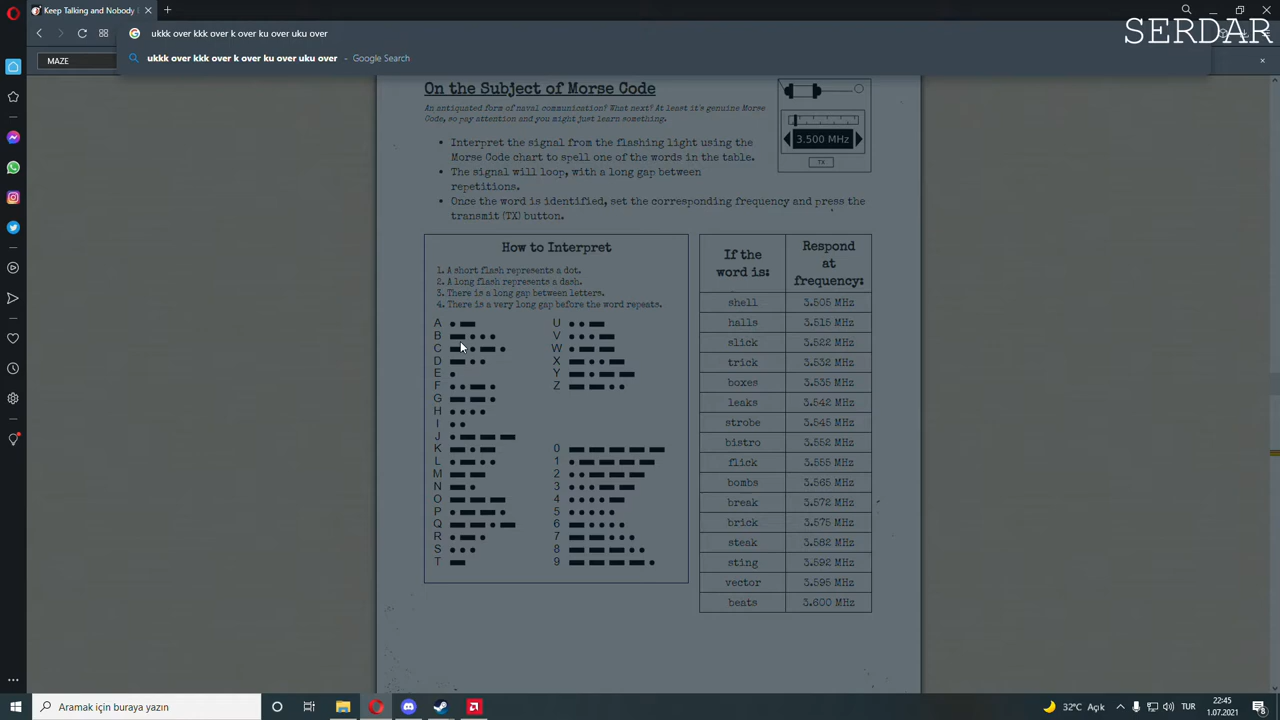 Keep Talking and Nobody
SERDAR
ukkk over kkk over k over ku over uku over
MAZE
ukkk over kkk over k over ku over uku over - Google Search
On the Subject of Morse Code
An antiquated form of naval communication? What next? At least it's genuine Morse
Code, so pay attention and you might just learn something.
3.500 MHz
TX
• Interpret the signal from the flashing light using the
Morse Code chart to spell one of the words in the table.
• The signal will loop, with a long gap between
repetitions.
• Once the word is identified, set the corresponding frequency and press the
transmit (TX) button.
How to Interpret
1. A short flash represents a dot.
2. A long flash represents a dash.
3. There is a long gap between letters.
4. There is a very long gap before the word repeats.
A
B
C
D
E
F
G
H
I
J
K
L
M
N
O
P
Q
R
S
T
U
V
W
X
Y
Z
0
1
2
3
4
5
6
7
8
9
If the word is: Respond at frequency:
shell 3.505 MHz
halls 3.515 MHz
slick 3.522 MHz
trick 3.532 MHz
boxes 3.535 MHz
leaks 3.542 MHz
strobe 3.545 MHz
bistro 3.552 MHz
flick 3.555 MHz
bombs 3.565 MHz
break 3.572 MHz
brick 3.575 MHz
steak 3.582 MHz
sting 3.592 MHz
vector 3.595 MHz
beats 3.600 MHz
Aramak için buraya yazın
32°C Açık
TUR
22:45
1.07.2021
8